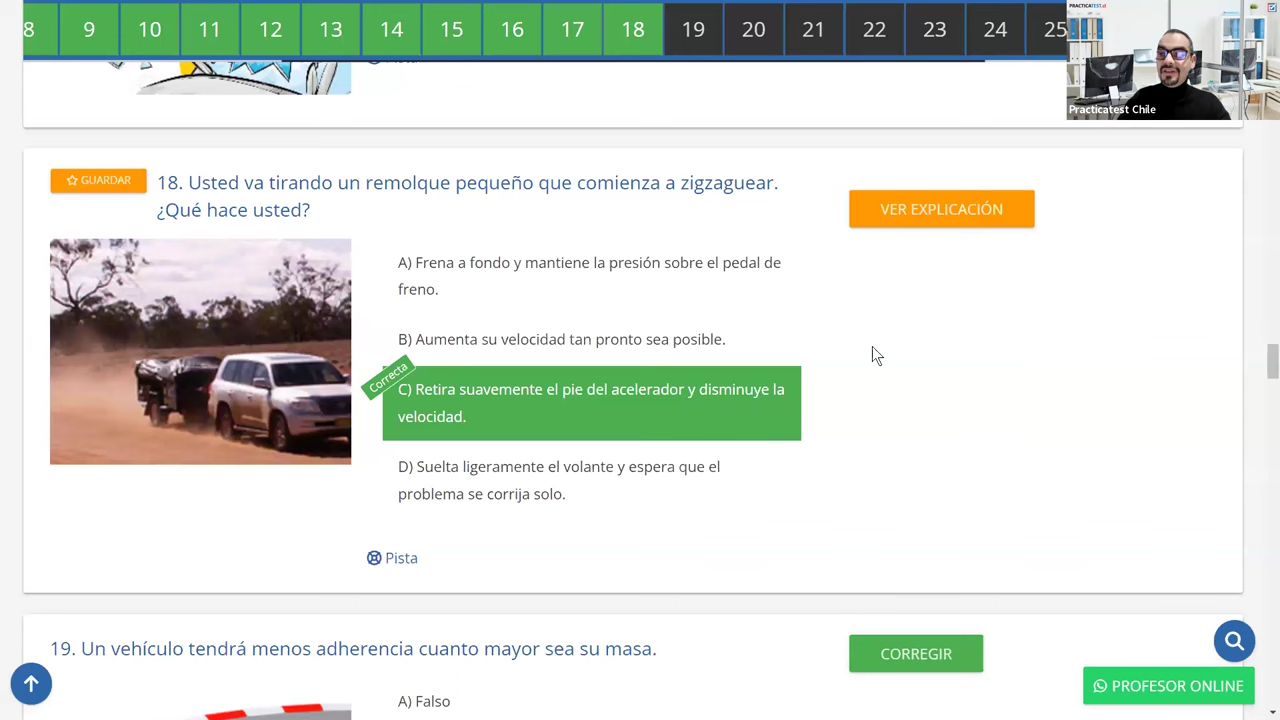 8 9 10 11 12 13 14 15 16 17 18 19 20 21 22 23 24 25
PRACTICATEST.cl
Practicatest Chile
GUARDAR
18. Usted va tirando un remolque pequeño que comienza a zigzaguear.
¿Qué hace usted?
VER EXPLICACIÓN
A) Frena a fondo y mantiene la presión sobre el pedal de
freno.
B) Aumenta su velocidad tan pronto sea posible.
Correcta
C) Retira suavemente el pie del acelerador y disminuye la
velocidad.
D) Suelta ligeramente el volante y espera que el
problema se corrija solo.
Pista
19. Un vehículo tendrá menos adherencia cuanto mayor sea su masa.
CORREGIR
A) Falso
PROFESOR ONLINE